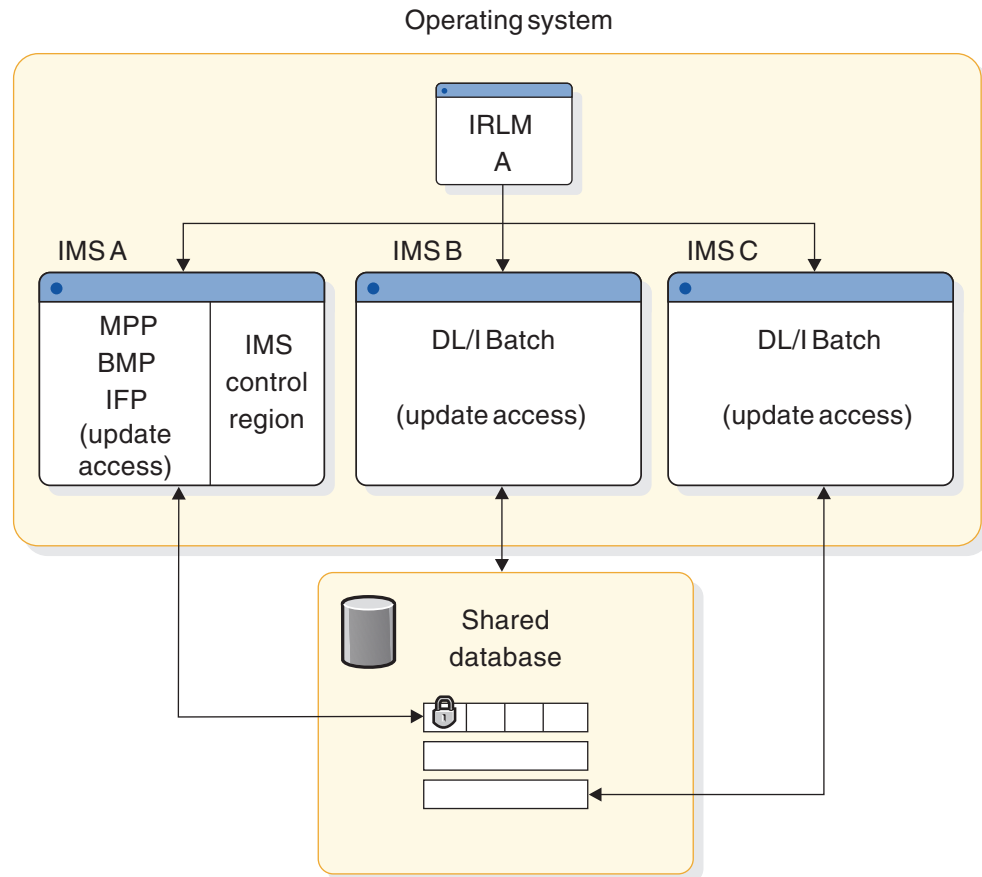 Operating system
IRLM
A
IMS A
IMS B
IMS C
MPP
BMP
IFP
(update
access)
IMS
control
region
DL/I Batch
(update access)
DL/I Batch
(update access)
Shared
database